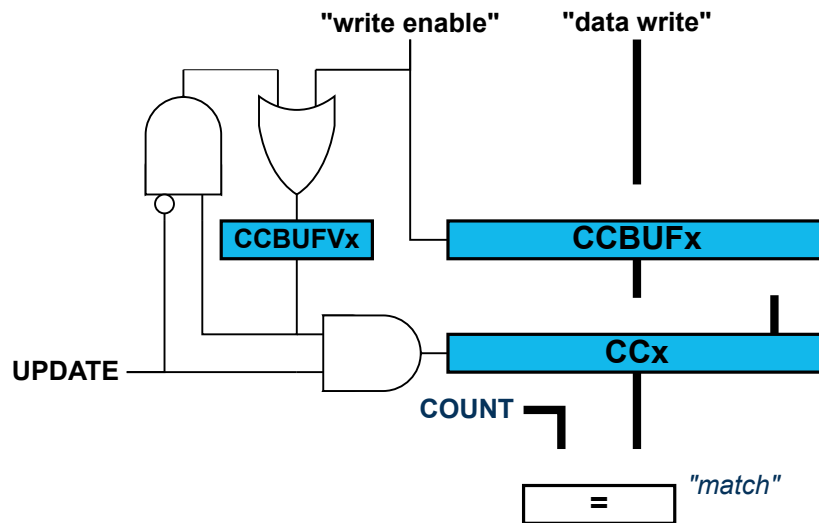 "write enable"
"data write"
CCBUFVx
CCBUFx
CCx
UPDATE
COUNT
"match"
=